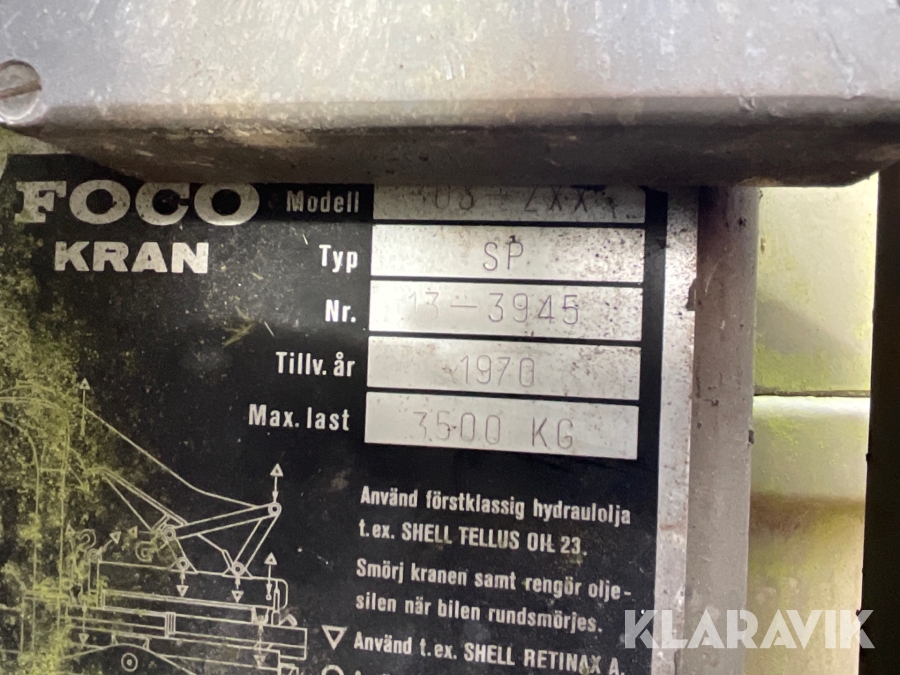 FOCO
KRAN
Modell
Typ SP
Nr. 13-3945
Tillv. år 1970
Max. last 3500 KG
Använd förstklassig hydraulolja
t.ex. SHELL TELLUS OIL 23.
Smörj kranen samt rengör olje-
silen när bilen rundsmörjes.
Använd t.ex. SHELL RETINAX A.
KLARAVIK